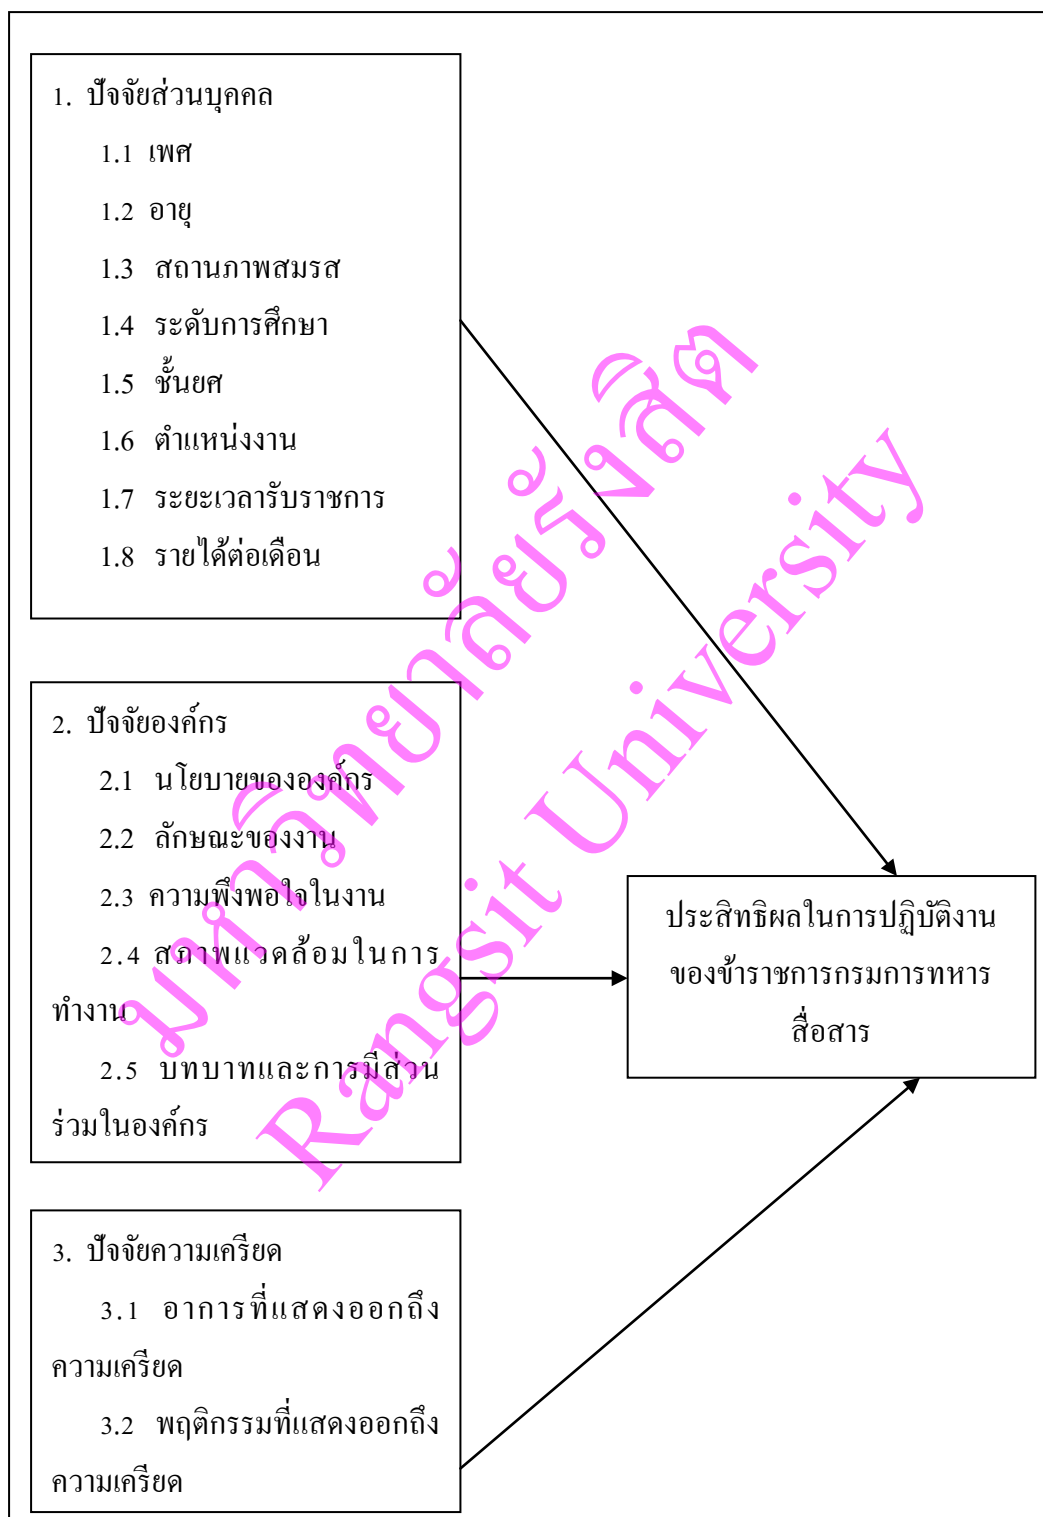 1. ปัจจัยส่วนบุคคล
1.1 เพศ
1.2 อายุ
1.3 สถานภาพสมรส
1.4 ระดับการศึกษา
1.5 ชั้นยศ
1.6 ตำแหน่งงาน
1.7 ระยะเวลารับราชการ
1.8 รายได้ต่อเดือน
2. ปัจจัยองค์กร
2.1 นโยบายขององค์กร
2.2 ลักษณะของงาน
2.3 ความพึงพอใจในงาน
2.4 สภาพแวดล้อมในการ
ทำงาน
2.5 บทบาทและการมีส่วน
ร่วมในองค์กร
3. ปัจจัยความเครียด
3.1 อาการที่แสดงออกถึง
ความเครียด
3.2 พฤติกรรมที่แสดงออกถึง
ความเครียด
ประสิทธิผลในการปฏิบัติงาน
ของข้าราชการกรมการทหาร
สื่อสาร
มหาวิทยาลัยรังสิต
Rangsit University